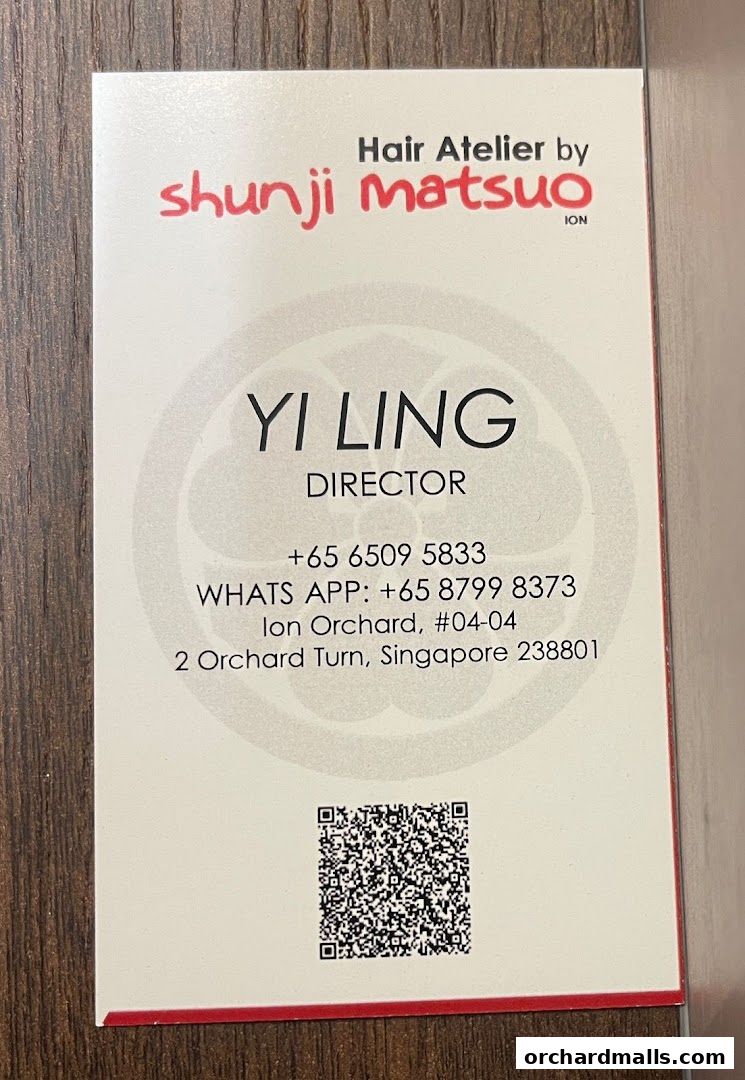 Hair Atelier by
shunji matsuo
ION
YI LING
DIRECTOR
+65 6509 5833
WHATS APP: +65 8799 8373
Ion Orchard, #04-04
2 Orchard Turn, Singapore 238801
orchardmalls.com